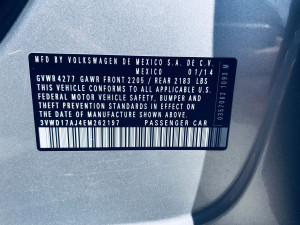 MFD BY VOLKSWAGEN DE MEXICO S.A. DE C.V.
MEXICO 01/14
GVWR 4277 GAWR FRONT 2205 / REAR 2183 LBS
THIS VEHICLE CONFORMS TO ALL APPLICABLE U.S.
FEDERAL MOTOR VEHICLE SAFETY, BUMPER AND
THEFT PREVENTION STANDARDS IN EFFECT ON THE
DATE OF MANUFACTURE SHOWN ABOVE.
3VWD17AJ4EM262197 PASSENGER CAR